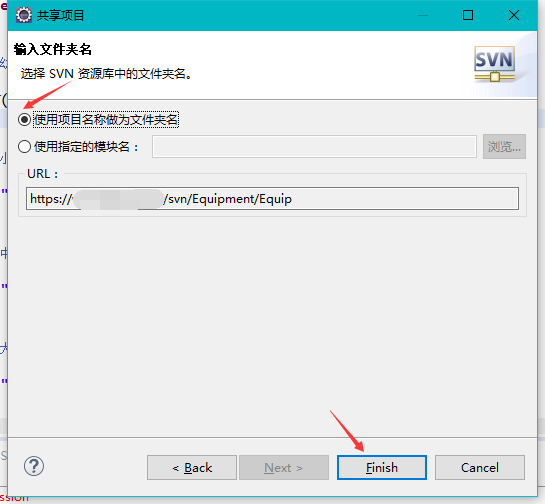 共享项目
输入文件夹名
选择 SVN 资源库中的文件夹名。
SVN
使用项目名称做为文件夹名
使用指定的模块名：
浏览...
URL：
https:// /svn/Equipment/Equip
< Back
Next >
Finish
Cancel
ssion